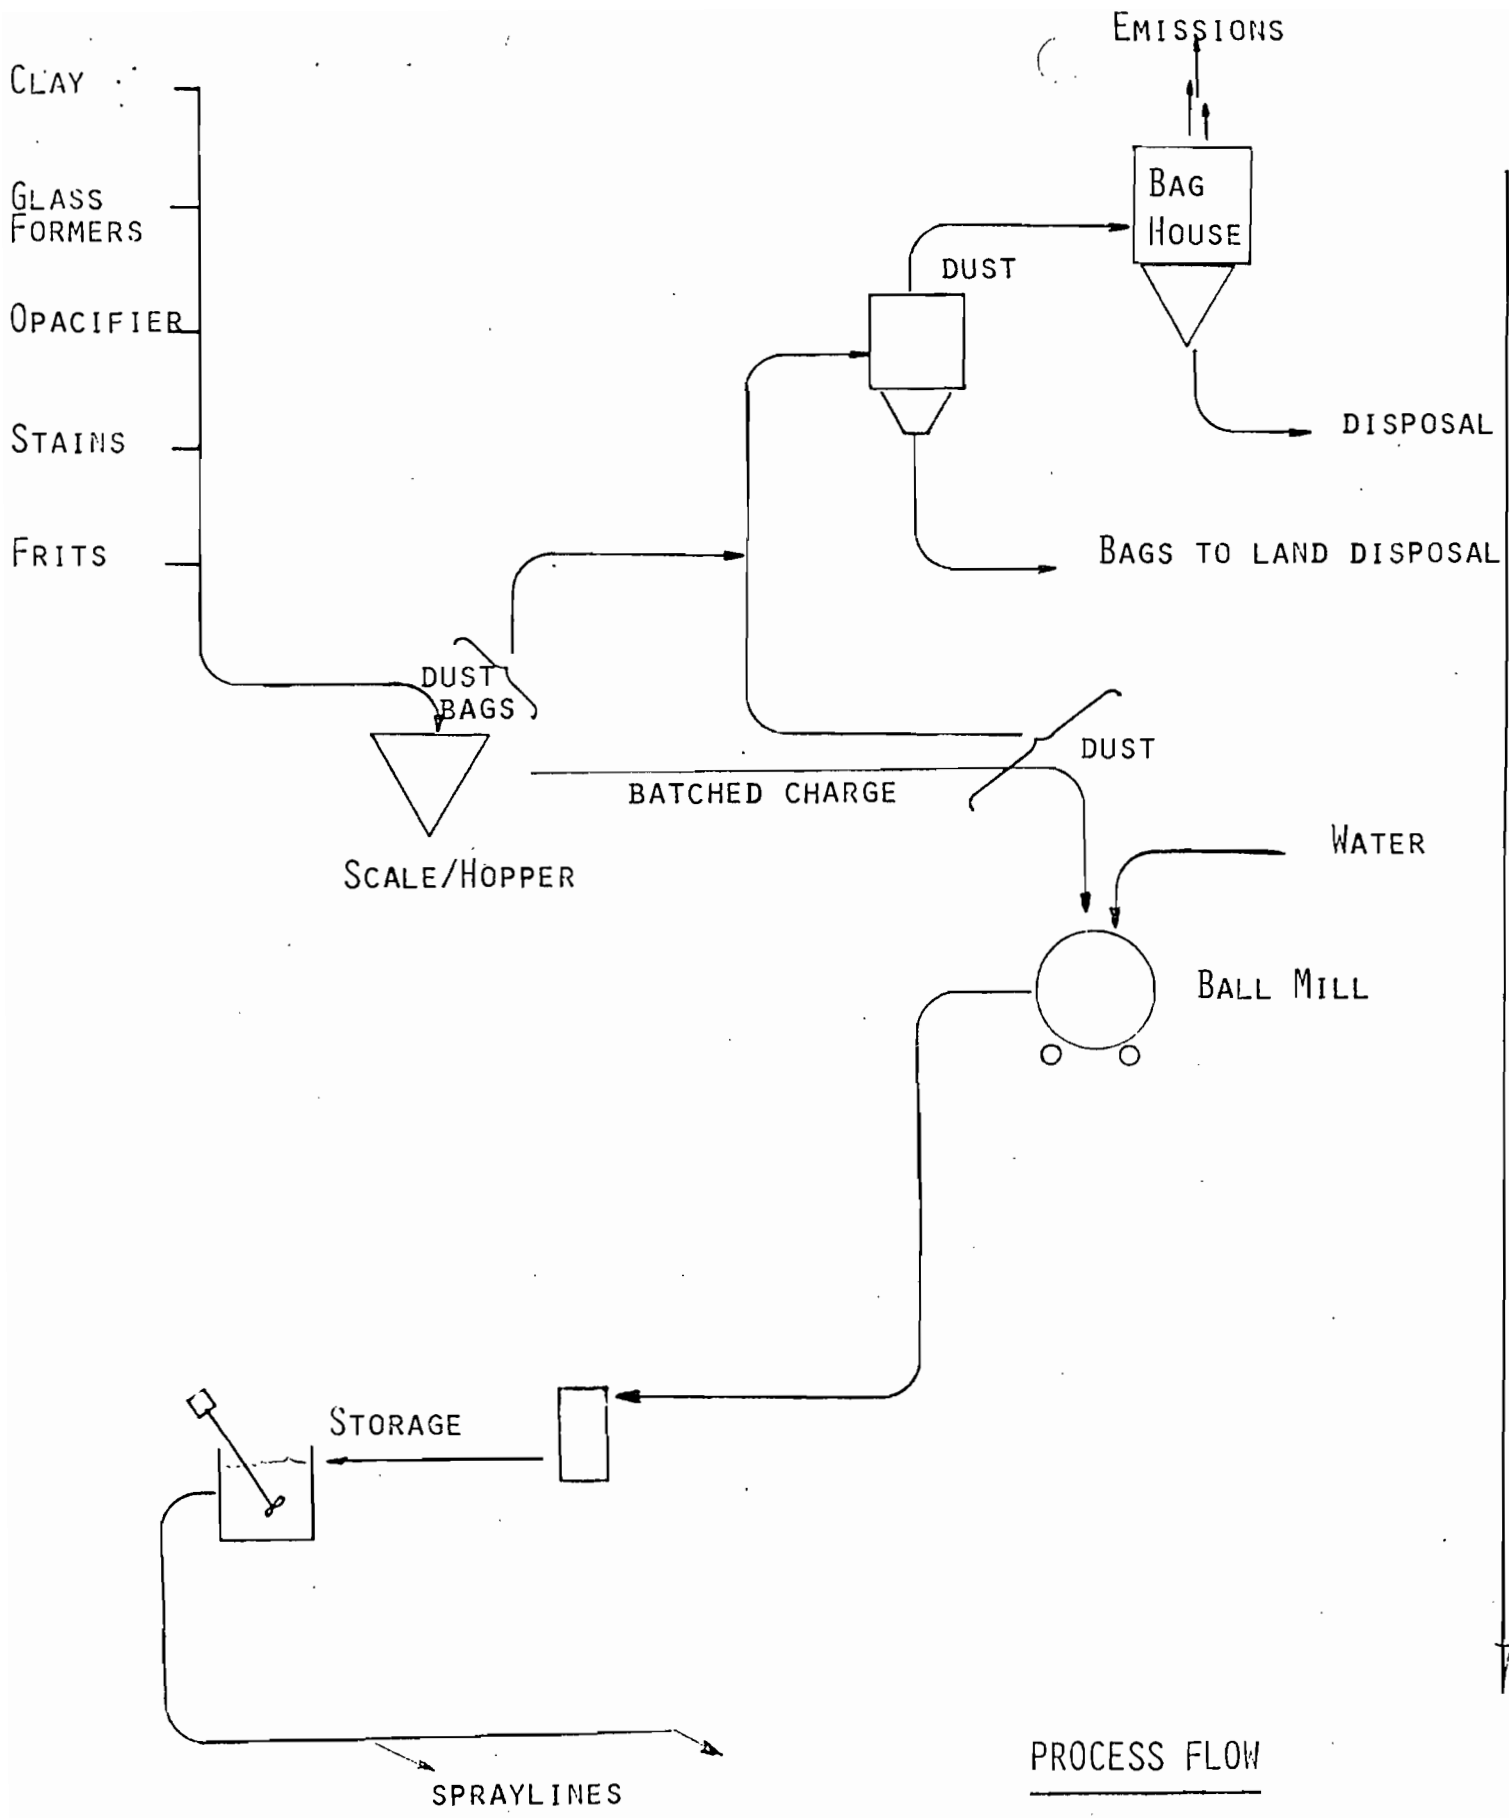 EMISSIONS
CLAY
BAG
HOUSE
GLASS
FORMERS
DUST
OPACIFIER
DISPOSAL
STAINS
FRITS
BAGS TO LAND DISPOSAL
DUST
BAGS
DUST
BATCHED CHARGE
WATER
SCALE/HOPPER
BALL MILL
STORAGE
PROCESS FLOW
SPRAYLINES